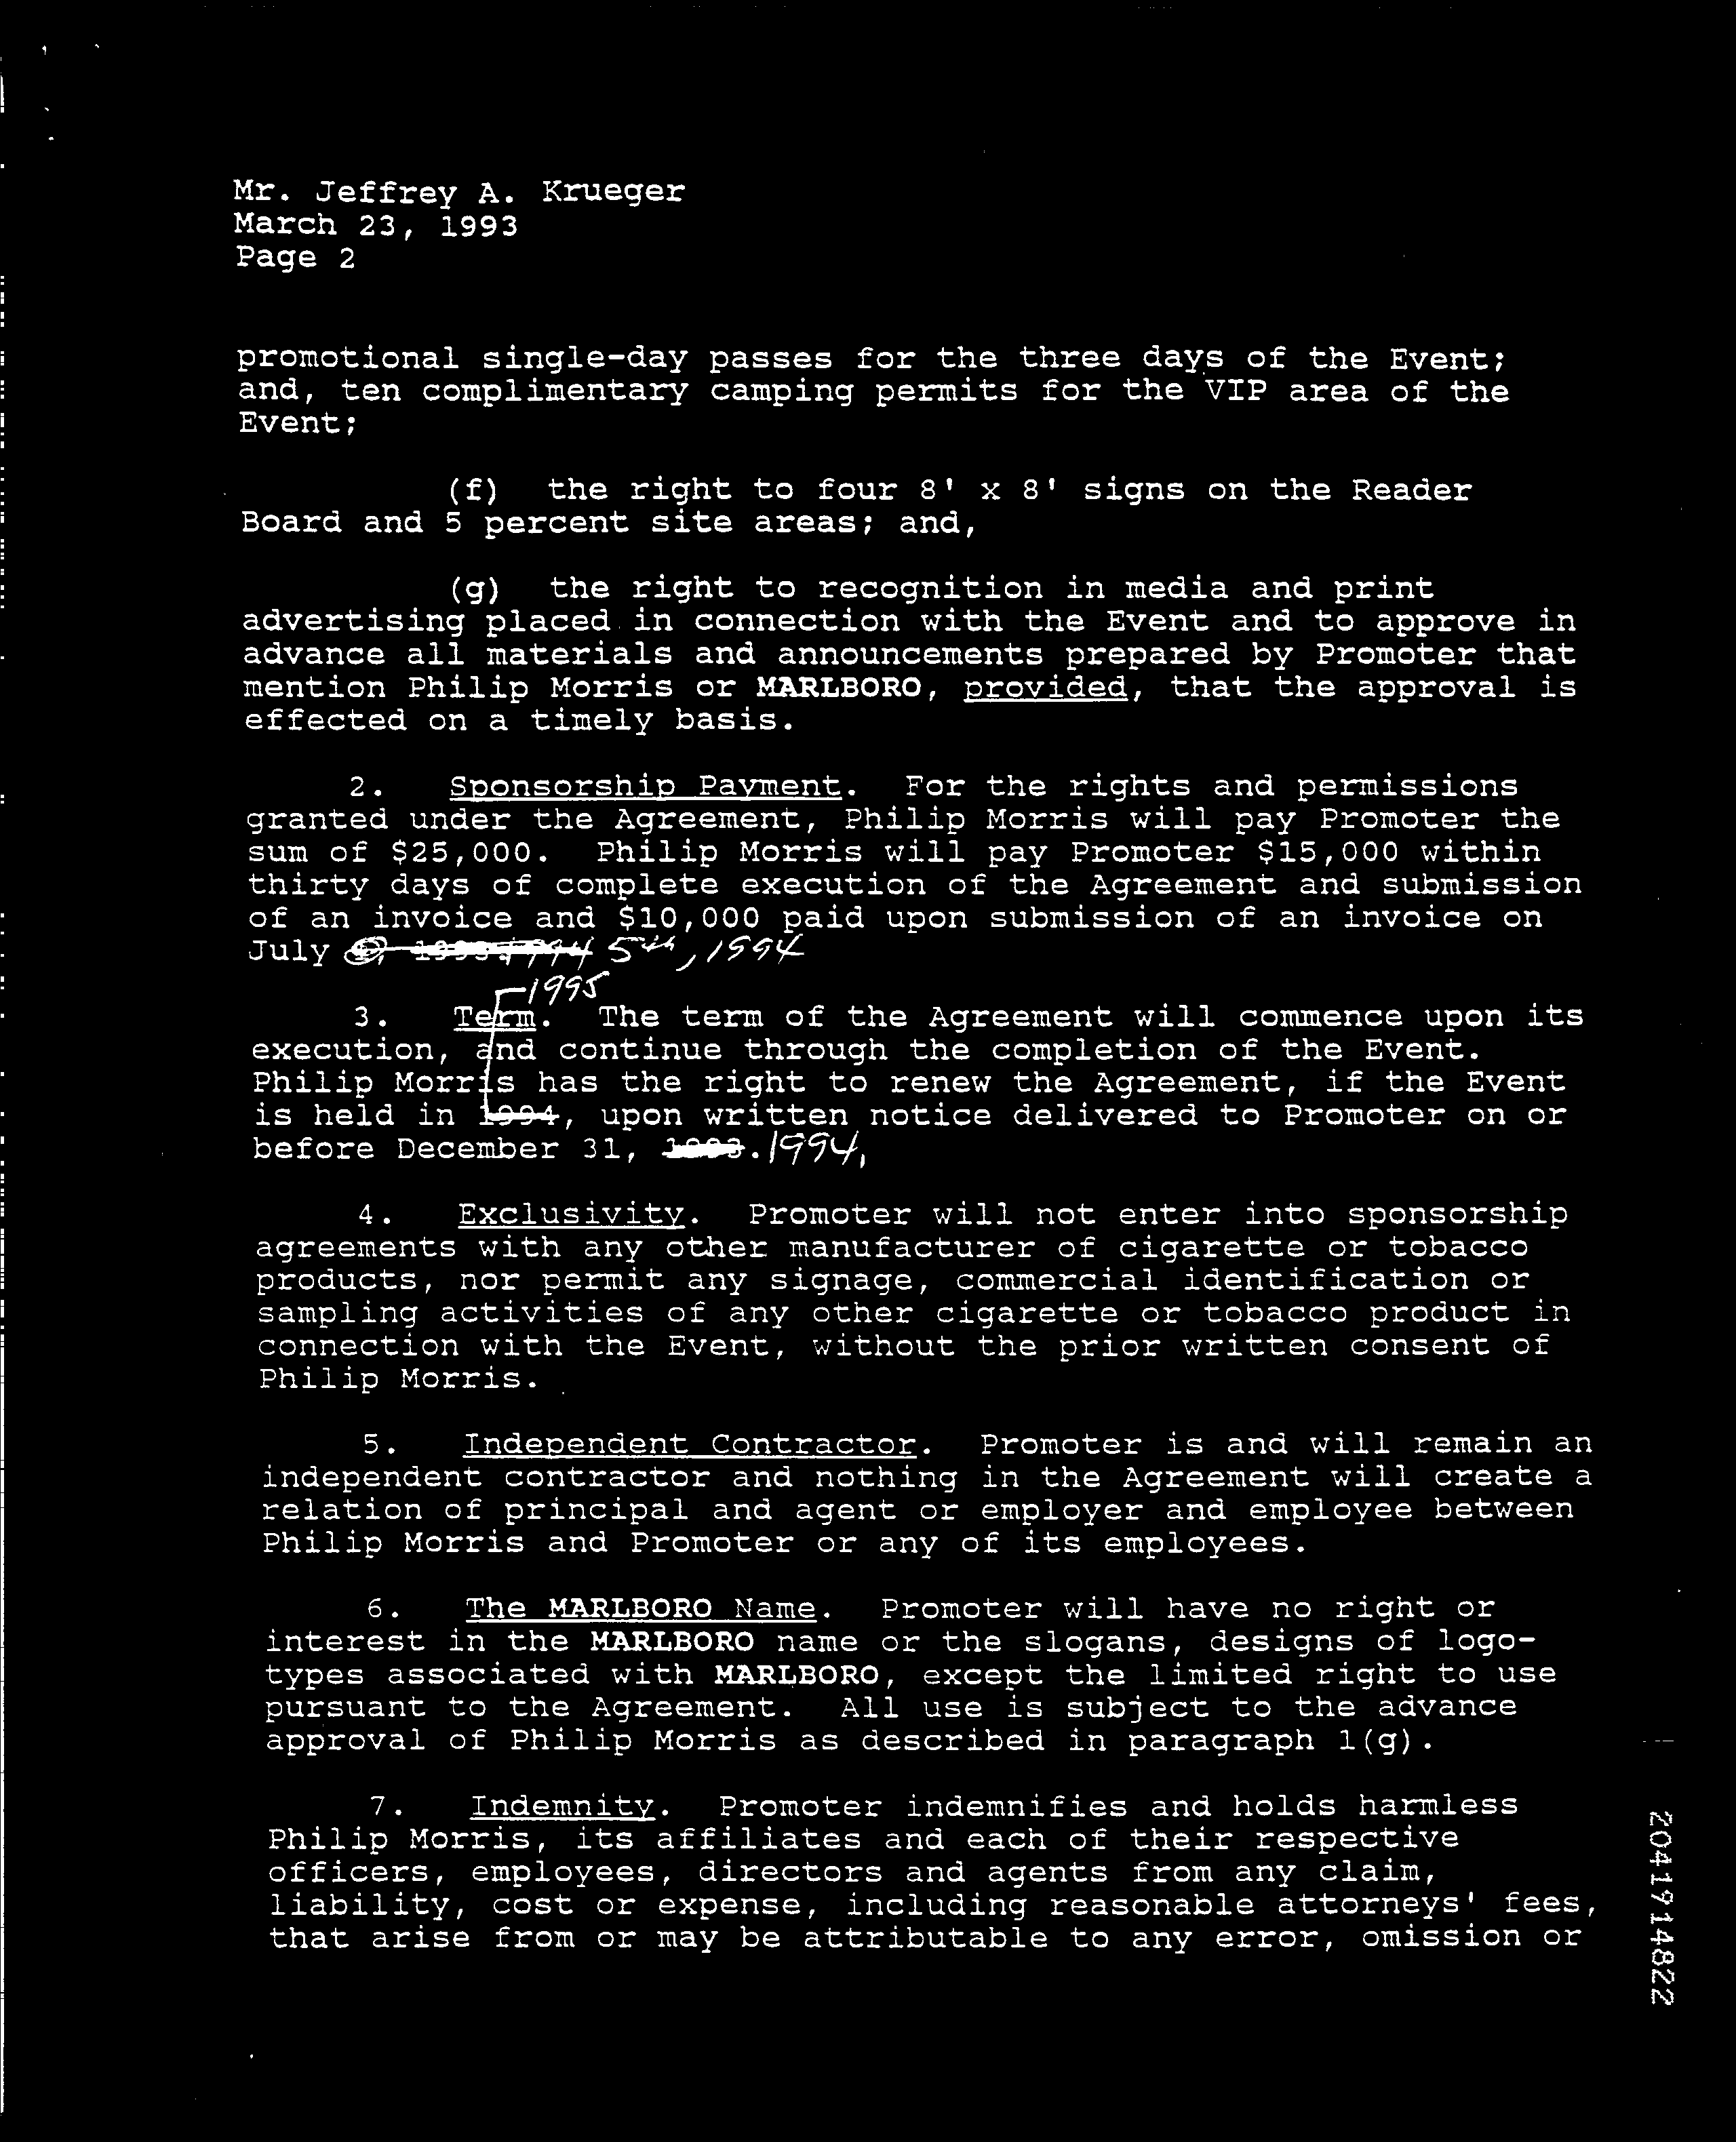 Mr. Jeffrey A. Krueger
March 23, 1993
Page 2
promotional single-day passes for the three days of the Event;
and, ten complimentary camping permits for the VIP area of the
Event;
(f) the right to four 8' x 8' signs on the Reader
Board and 5 percent site areas; and,
(g) the right to recognition in media and print
advertising placed in connection with the Event and to approve in
advance all materials and announcements prepared by Promoter that
mention Philip Morris or MARLBORO, provided, that the approval is
effected on a timely basis.
2. Sponsorship Payment. For the rights and permissions
granted under the Agreement, Philip Morris will pay Promoter the
sum of $25,000. Philip Morris will pay Promoter $15,000 within
thirty days of complete execution of the Agreement and submission
of an invoice and $10,000 paid upon submission of an invoice on
July 1993. 1994 5th, 1994
1995
3. Term. The term of the Agreement will commence upon its
execution, and continue through the completion of the Event.
Philip Morris has the right to renew the Agreement, if the Event
is held in 1994, upon written notice delivered to Promoter on or
before December 31, 1993. 1994,
4. Exclusivity. Promoter will not enter into sponsorship
agreements with any other manufacturer of cigarette or tobacco
products, nor permit any signage, commercial identification or
sampling activities of any other cigarette or tobacco product in
connection with the Event, without the prior written consent of
Philip Morris.
5. Independent Contractor. Promoter is and will remain an
independent contractor and nothing in the Agreement will create a
relation of principal and agent or employer and employee between
Philip Morris and Promoter or any of its employees.
6. The MARLBORO Name. Promoter will have no right or
interest in the MARLBORO name or the slogans, designs of logo-
types associated with MARLBORO, except the limited right to use
pursuant to the Agreement. All use is subject to the advance
approval of Philip Morris as described in paragraph 1(g).
7. Indemnity. Promoter indemnifies and holds harmless
Philip Morris, its affiliates and each of their respective
officers, employees, directors and agents from any claim,
liability, cost or expense, including reasonable attorneys' fees,
that arise from or may be attributable to any error, omission or
2041914822